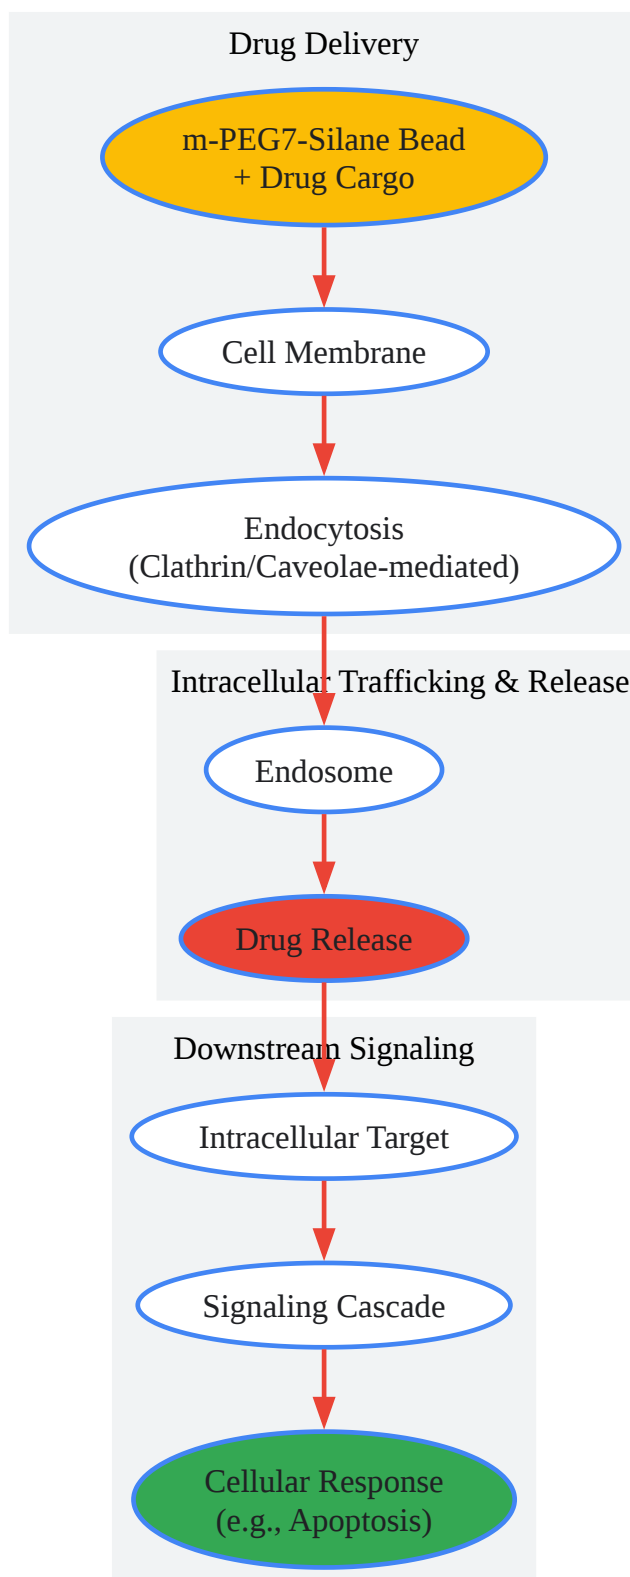 Drug Delivery
m-PEG7-Silane Bead
+ Drug Cargo
Cell Membrane
Endocytosis
(Clathrin/Caveolae-mediated)
Intracellular Trafficking & Release
Endosome
Drug Release
Downstream Signaling
Intracellular Target
Signaling Cascade
Cellular Response
(e.g., Apoptosis)